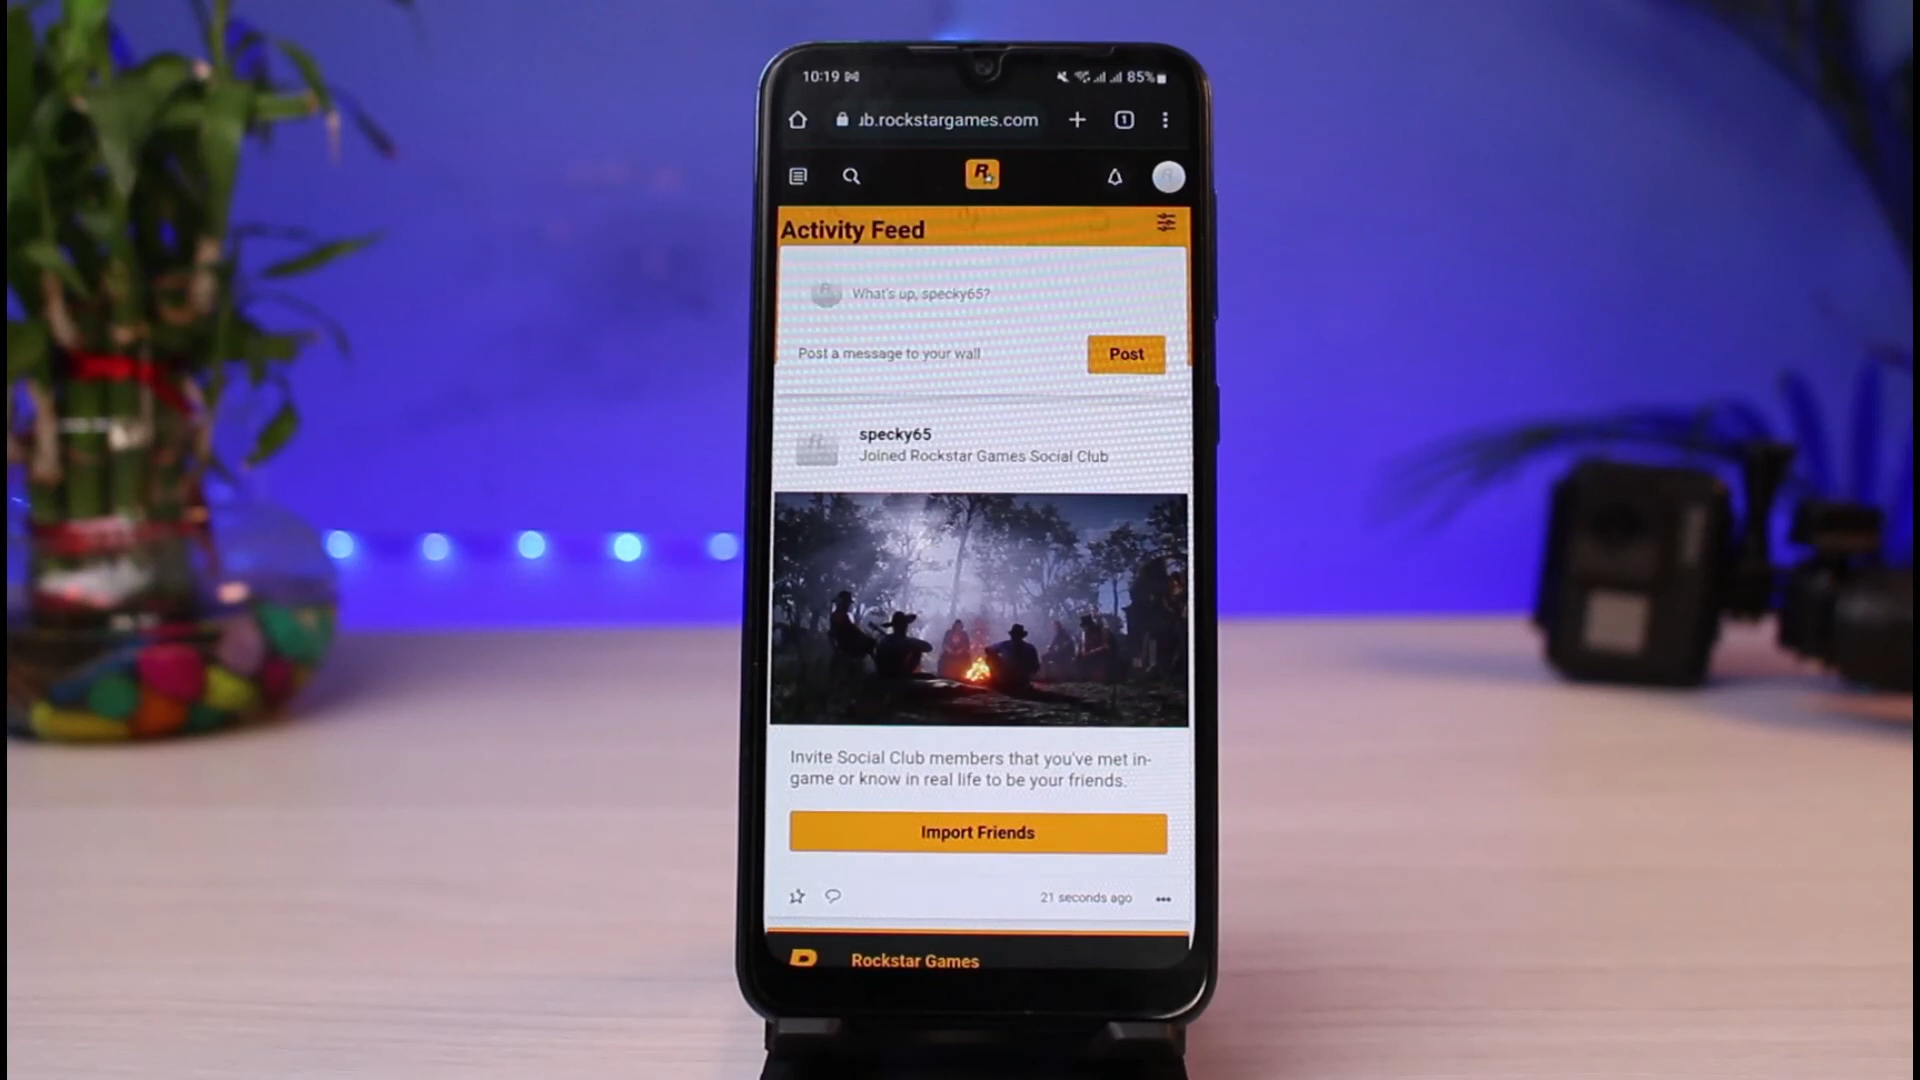 10:19
85%
ub.rockstargames.com
1
R
Activity Feed
What's up, specky65?
Post a message to your wall
Post
specky65
Joined Rockstar Games Social Club
Invite Social Club members that you've met in-
game or know in real life to be your friends.
Import Friends
21 seconds ago
Rockstar Games